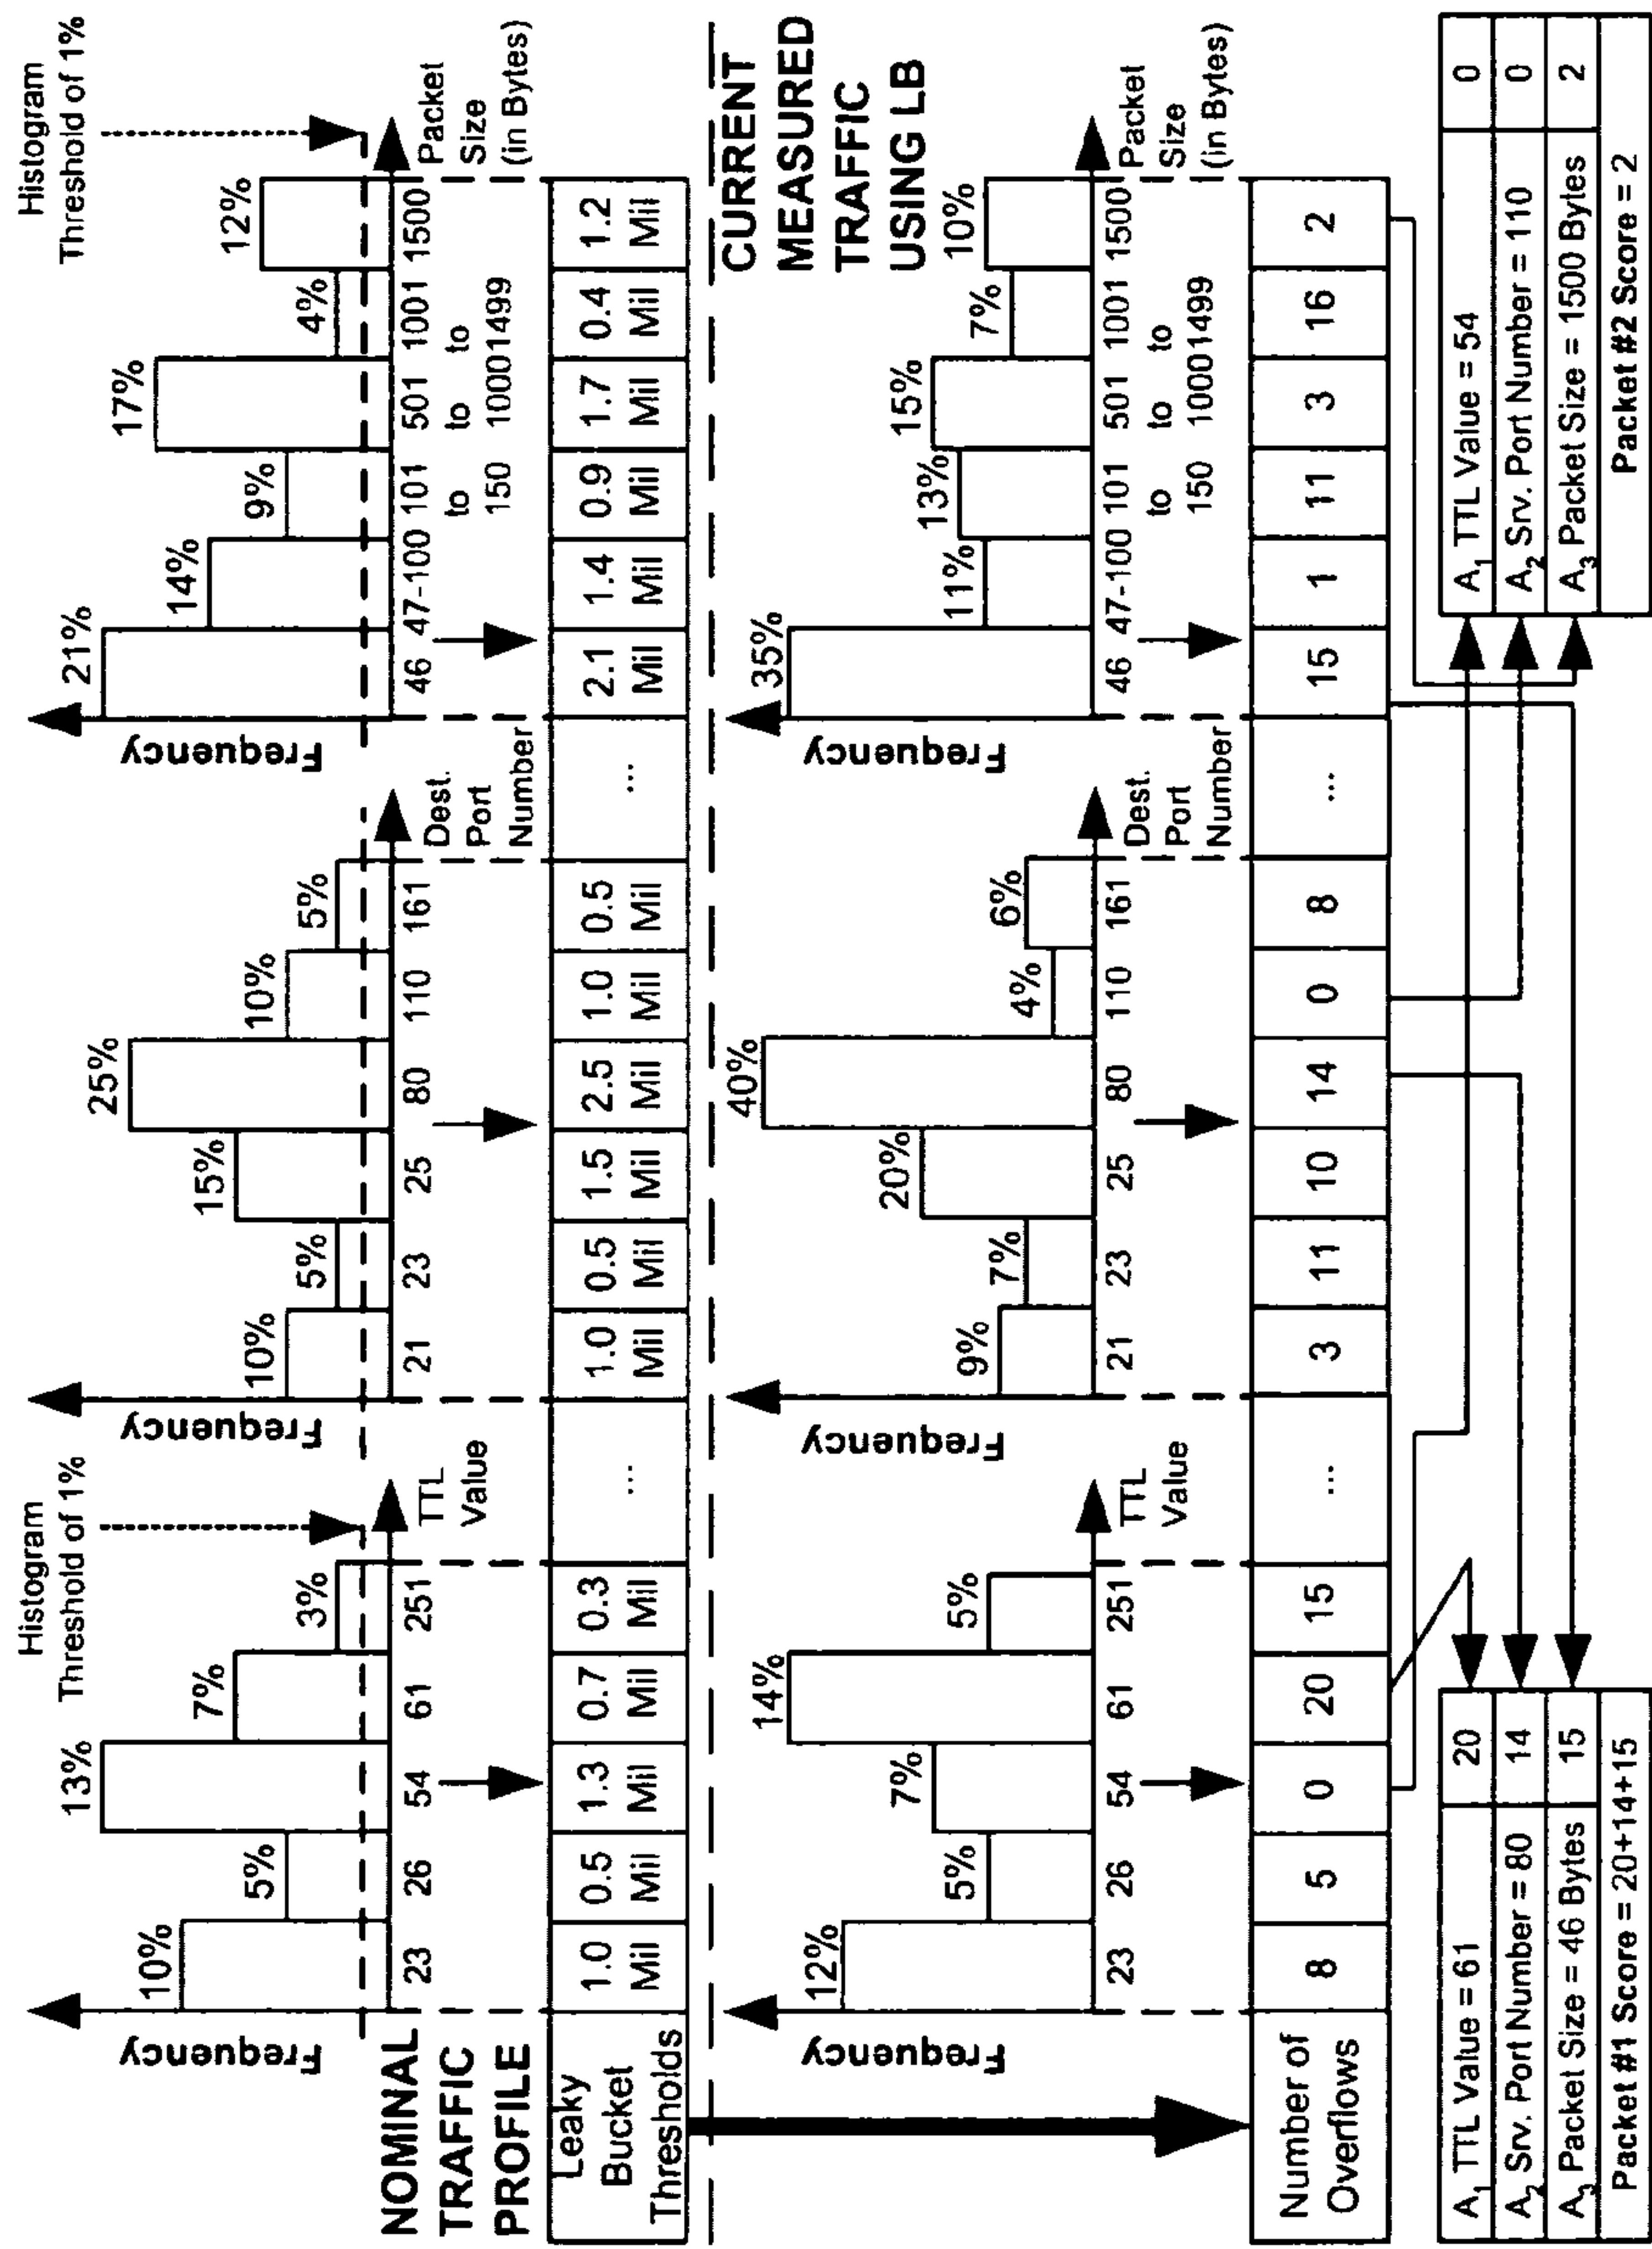 Histogram
Threshold of 1%
Histogram
Threshold of 1%
Frequency
10%
5%
13%
7%
3%
23
26
54
61
251
TTL
Value
Frequency
10%
5%
15%
25%
10%
5%
21
23
25
80
110
161
Dest.
Port
Number
Frequency
21%
14%
9%
17%
4%
12%
46
47-100
101
to
150
501
to
1000
1001
to
1499
1500
Packet
Size
(in Bytes)
NOMINAL
TRAFFIC
PROFILE
Leaky
Bucket
Thresholds
1.0
Mil
0.5
Mil
1.3
Mil
0.7
Mil
0.3
Mil
...
1.0
Mil
0.5
Mil
1.5
Mil
2.5
Mil
1.0
Mil
0.5
Mil
...
2.1
Mil
1.4
Mil
0.9
Mil
1.7
Mil
0.4
Mil
1.2
Mil
CURRENT
MEASURED
TRAFFIC
USING LB
Frequency
12%
5%
7%
14%
5%
23
26
54
61
251
TTL
Value
Frequency
9%
7%
20%
40%
4%
6%
21
23
25
80
110
161
Dest.
Port
Number
Frequency
35%
11%
13%
15%
7%
10%
46
47-100
101
to
150
501
to
1000
1001
to
1499
1500
Packet
Size
(in Bytes)
Number of
Overflows
8
5
0
20
15
...
3
11
10
14
0
8
...
15
1
11
3
16
2
A1 TTL Value = 61
20
A2 Srv. Port Number = 80
14
A3 Packet Size = 46 Bytes
15
Packet #1 Score = 20+14+15
A1 TTL Value = 54
0
A2 Srv. Port Number = 110
0
A3 Packet Size = 1500 Bytes
2
Packet #2 Score = 2